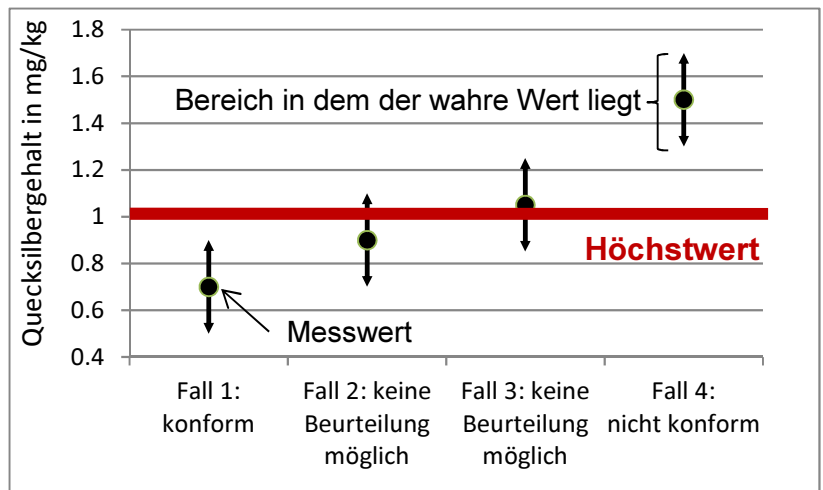 Quecksilbergehalt in mg/kg
1.8
1.6
1.4
1.2
1
0.8
0.6
0.4
Bereich in dem der wahre Wert liegt
Höchstwert
Messwert
Fall 1:
konform
Fall 2: keine
Beurteilung
möglich
Fall 3: keine
Beurteilung
möglich
Fall 4:
nicht konform